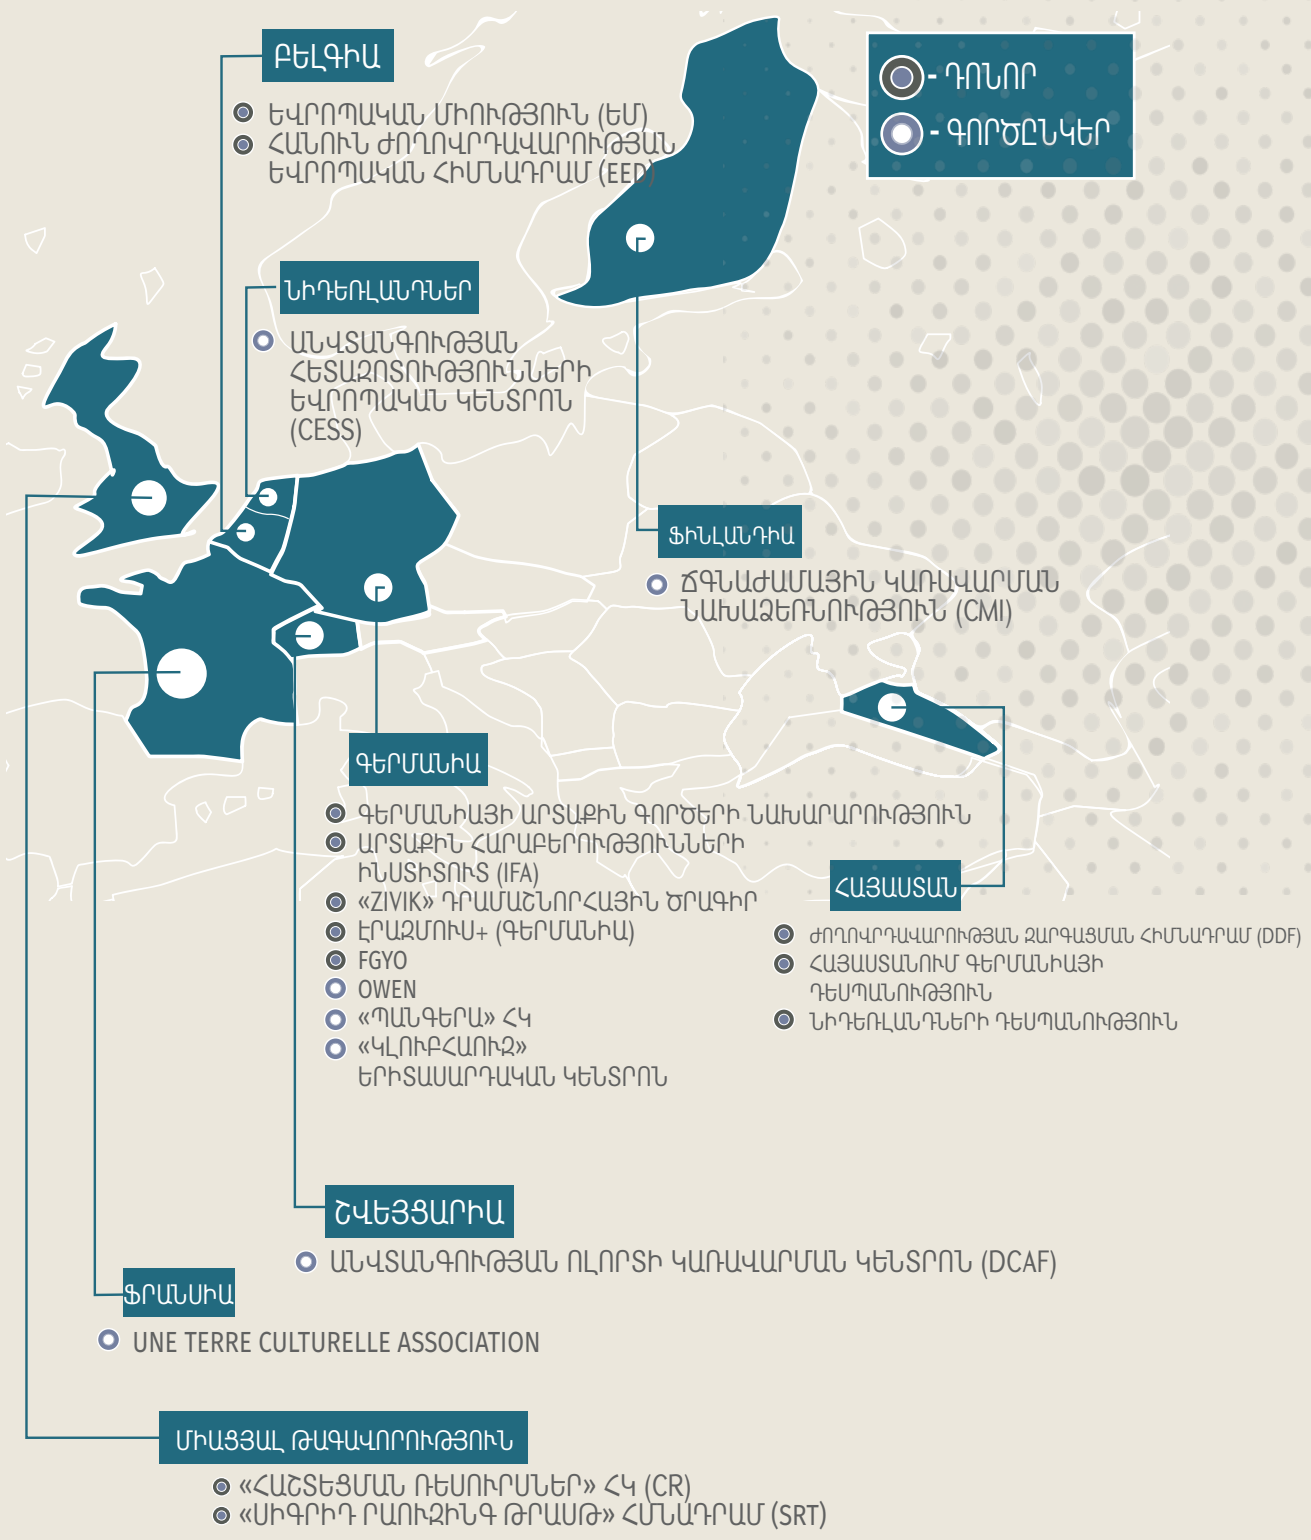 ԲԵԼԳԻԱ
ԵՎՐՈՊԱԿԱՆ ՄԻՈՒԹՅՈՒՆ (ԵՄ)
ՀԱՆՈՒՆ ԺՈՂՈՎՐԴԱՎԱՐՈՒԹՅԱՆ
ԵՎՐՈՊԱԿԱՆ ՀԻՄՆԱԴՐԱՄ (EED)
- ԴՈՆՈՐ
- ԳՈՐԾԸՆԿԵՐ
ՆԻԴԵՌԼԱՆԴՆԵՐ
ԱՆՎՏԱՆԳՈՒԹՅԱՆ
ՀԵՏԱԶՈՏՈՒԹՅՈՒՆՆԵՐԻ
ԵՎՐՈՊԱԿԱՆ ԿԵՆՏՐՈՆ
(CESS)
ՖԻՆԼԱՆԴԻԱ
ՃԳՆԱԺԱՄԱՅԻՆ ԿԱՌԱՎԱՐՄԱՆ
ՆԱԽԱՁԵՌՆՈՒԹՅՈՒՆ (CMI)
ԳԵՐՄԱՆԻԱ
ԳԵՐՄԱՆԻԱՅԻ ԱՐՏԱՔԻՆ ԳՈՐԾԵՐԻ ՆԱԽԱՐԱՐՈՒԹՅՈՒՆ
ԱՐՏԱՔԻՆ ՀԱՐԱԲԵՐՈՒԹՅՈՒՆՆԵՐԻ
ԻՆՍՏԻՏՈՒՏ (IFA)
«ZIVIK» ԴՐԱՄԱՇՆՈՐՀԱՅԻՆ ԾՐԱԳԻՐ
ԷՐԱԶՄՈՒՍ+ (ԳԵՐՄԱՆԻԱ)
FGYO
OWEN
«ՊԱՆԳԵՐԱ» ՀԿ
«ԿԼՈՒԲՀԱՈՒԶ»
ԵՐԻՏԱՍԱՐԴԱԿԱՆ ԿԵՆՏՐՈՆ
ՀԱՅԱՍՏԱՆ
ԺՈՂՈՎՐԴԱՎԱՐՈՒԹՅԱՆ ԶԱՐԳԱՑՄԱՆ ՀԻՄՆԱԴՐԱՄ (DDF)
ՀԱՅԱՍՏԱՆՈՒՄ ԳԵՐՄԱՆԻԱՅԻ
ԴԵՍՊԱՆՈՒԹՅՈՒՆ
ՆԻԴԵՌԼԱՆԴՆԵՐԻ ԴԵՍՊԱՆՈՒԹՅՈՒՆ
ՇՎԵՅՑԱՐԻԱ
ԱՆՎՏԱՆԳՈՒԹՅԱՆ ՈԼՈՐՏԻ ԿԱՌԱՎԱՐՄԱՆ ԿԵՆՏՐՈՆ (DCAF)
ՖՐԱՆՍԻԱ
UNE TERRE CULTURELLE ASSOCIATION
ՄԻԱՑՅԱԼ ԹԱԳԱՎՈՐՈՒԹՅՈՒՆ
«ՀԱՇՏԵՑՄԱՆ ՌԵՍՈՒՐՍՆԵՐ» ՀԿ (CR)
«ՍԻԳՐԻԴ ՐԱՈՒԶԻՆԳ ԹՐԱՍԹ» ՀՄՆԱԴՐԱՄ (SRT)